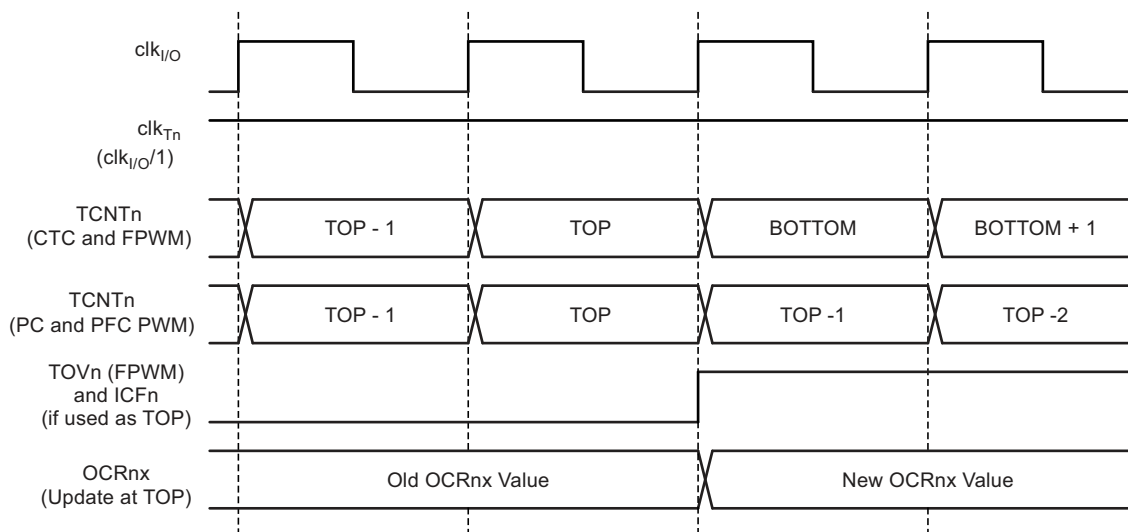 clkI/O
clkTn
(clkI/O/1)
TCNTn
(CTC and FPWM)
TOP - 1
TOP
BOTTOM
BOTTOM + 1
TCNTn
(PC and PFC PWM)
TOP - 1
TOP
TOP -1
TOP -2
TOVn (FPWM)
and ICFn
(if used as TOP)
OCRnx
(Update at TOP)
Old OCRnx Value
New OCRnx Value